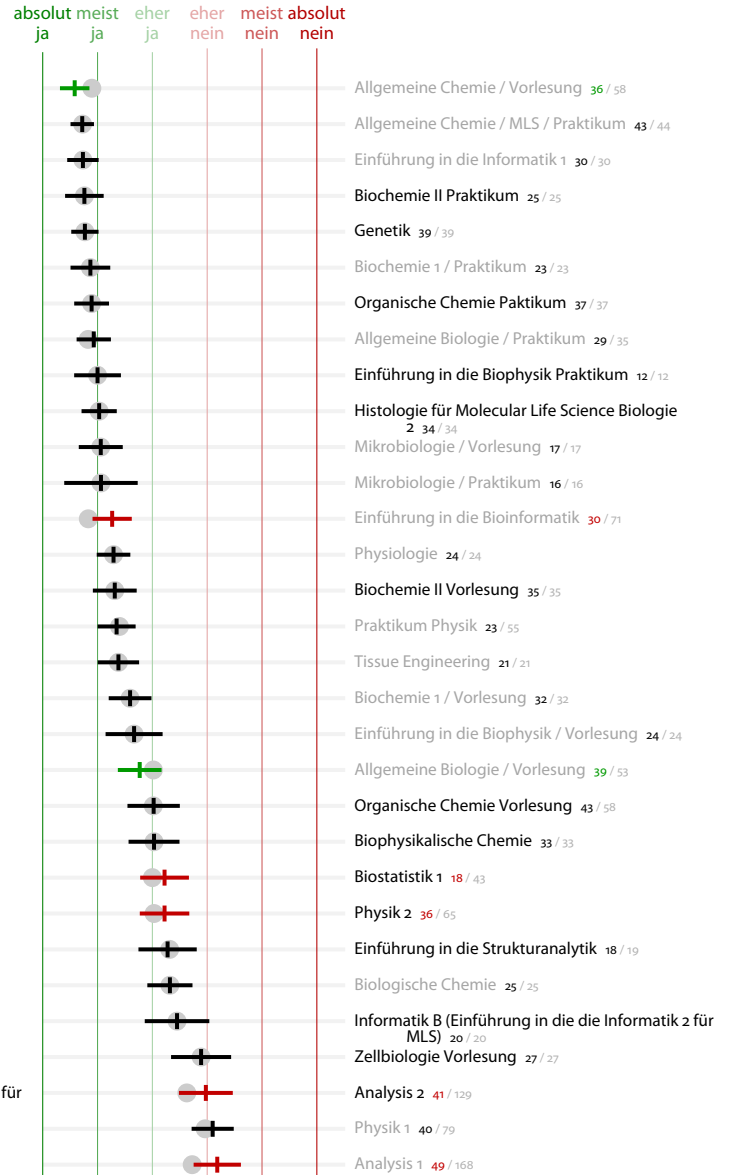 absolut meist eher eher meist absolut
ja ja ja nein nein nein
Allgemeine Chemie / Vorlesung 36 / 58
Allgemeine Chemie / MLS / Praktikum 43 / 44
Einführung in die Informatik 1 30 / 30
Biochemie II Praktikum 25 / 25
Genetik 39 / 39
Biochemie 1 / Praktikum 23 / 23
Organische Chemie Paktikum 37 / 37
Allgemeine Biologie / Praktikum 29 / 35
Einführung in die Biophysik Praktikum 12 / 12
Histologie für Molecular Life Science Biologie
2 34 / 34
Mikrobiologie / Vorlesung 17 / 17
Mikrobiologie / Praktikum 16 / 16
Einführung in die Bioinformatik 30 / 71
Physiologie 24 / 24
Biochemie II Vorlesung 35 / 35
Praktikum Physik 23 / 55
Tissue Engineering 21 / 21
Biochemie 1 / Vorlesung 32 / 32
Einführung in die Biophysik / Vorlesung 24 / 24
Allgemeine Biologie / Vorlesung 39 / 53
Organische Chemie Vorlesung 43 / 58
Biophysikalische Chemie 33 / 33
Biostatistik 1 18 / 43
Physik 2 36 / 65
Einführung in die Strukturanalytik 18 / 19
Biologische Chemie 25 / 25
Informatik B (Einführung in die die Informatik 2 für
MLS) 20 / 20
Zellbiologie Vorlesung 27 / 27
für Analysis 2 41 / 129
Physik 1 40 / 79
Analysis 1 49 / 168